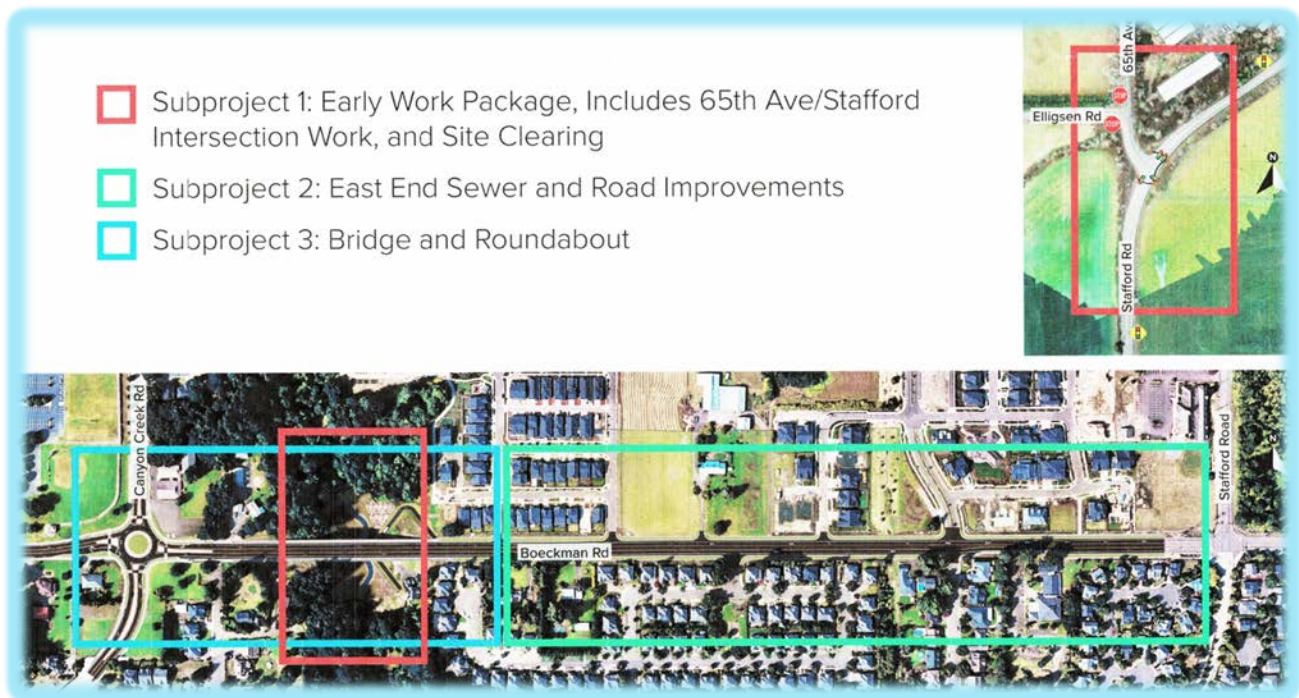 Subproject 1: Early Work Package, Includes 65th Ave/Stafford
Intersection Work, and Site Clearing
Subproject 2: East End Sewer and Road Improvements
Subproject 3: Bridge and Roundabout
65th Ave
STOP
Elligsen Rd
STOP
N
Stafford Rd
Canyon Creek Rd
Stafford Road
N
Boeckman Rd